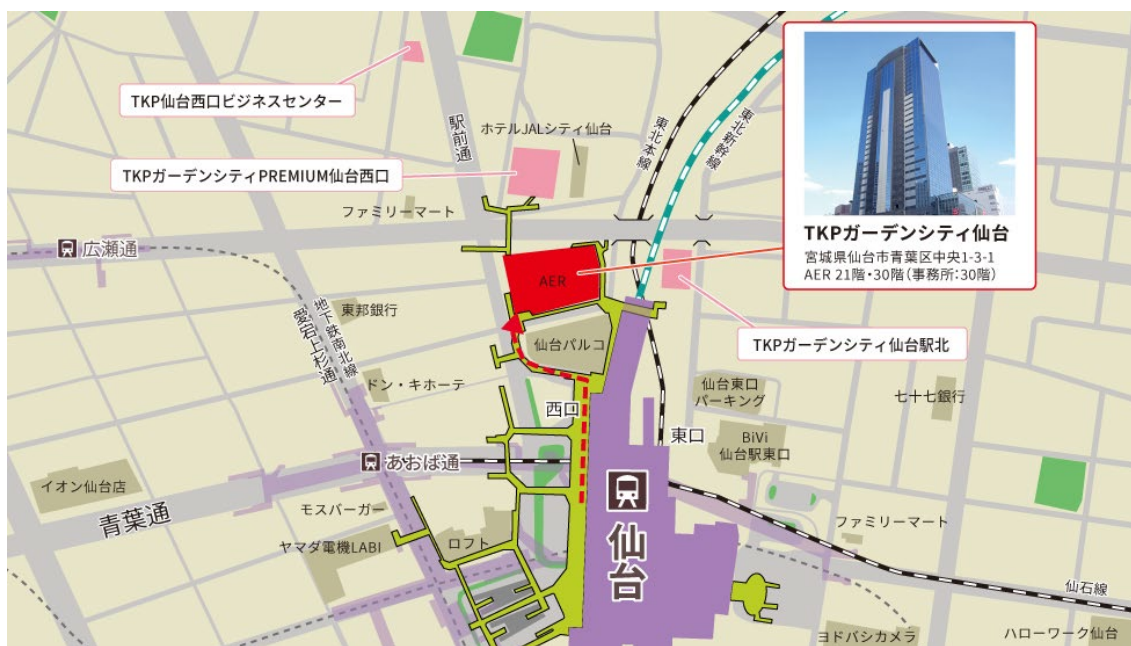 TKP仙台西口ビジネスセンター
TKPガーデンシティPREMIUM仙台西口
駅前通
ホテルJALシティ仙台
東北本線
東北新幹線
TKPガーデンシティ仙台
宮城県仙台市青葉区中央1-3-1
AER 21階・30階（事務所：30階）
ファミリーマート
広瀬通
AER
東邦銀行
地下鉄南北線
愛宕上杉通
仙台パルコ
TKPガーデンシティ仙台駅北
ドン・キホーテ
西口
仙台東口
パーキング
七十七銀行
東口
BiVi
仙台駅東口
あおば通
イオン仙台店
青葉通
モスバーガー
ヤマダ電機LABI
ロフト
仙台
ファミリーマート
仙石線
ヨドバシカメラ
ハローワーク仙台